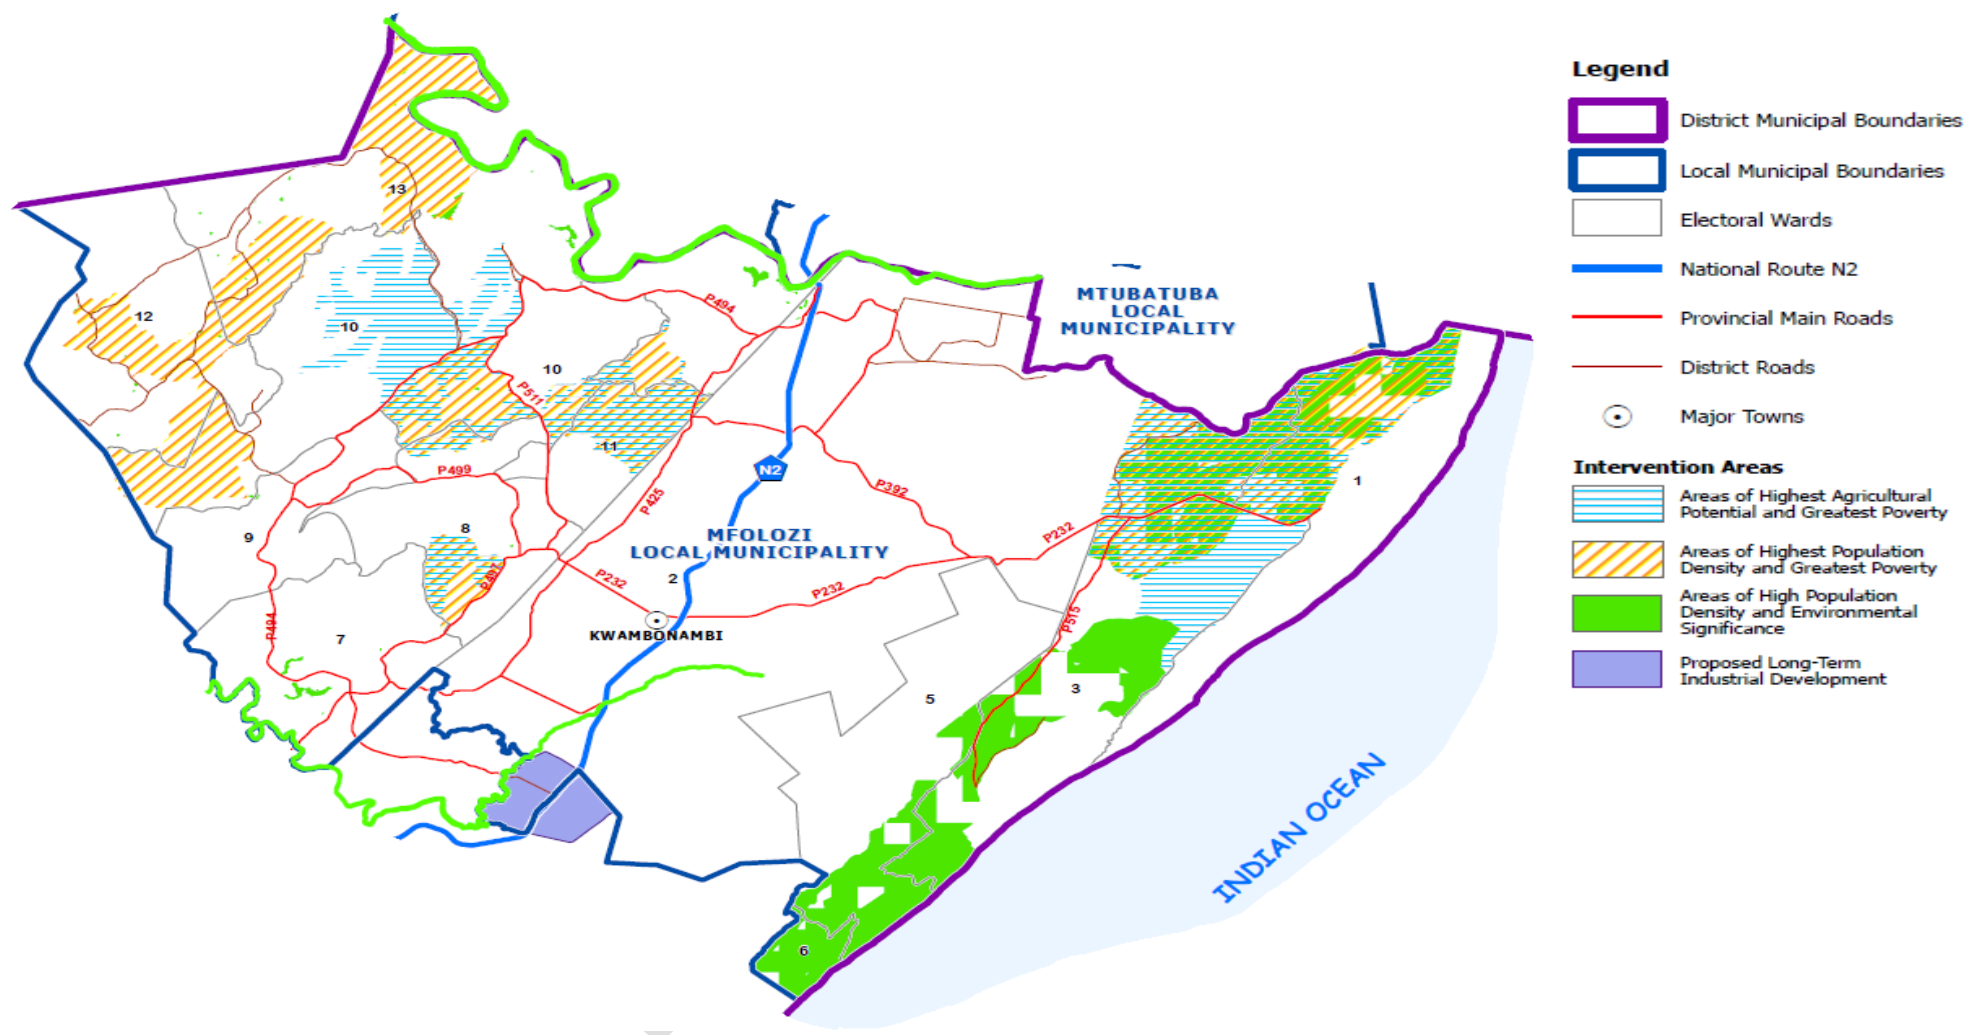 Legend
District Municipal Boundaries
Local Municipal Boundaries
Electoral Wards
National Route N2
Provincial Main Roads
District Roads
Major Towns
Intervention Areas
Areas of Highest Agricultural
Potential and Greatest Poverty
Areas of Highest Population
Density and Greatest Poverty
Areas of High Population
Density and Environmental
Significance
Proposed Long-Term
Industrial Development
13
12
10
P494
MTUBATUBA
LOCAL
MUNICIPALITY
10
P511
11
P499
N2
P425
P392
1
9
8
MFOLOZI
LOCAL MUNICIPALITY
P232
P497
P232
2
P232
P494
7
KWAMBONAMBI
P515
5
3
INDIAN OCEAN
6